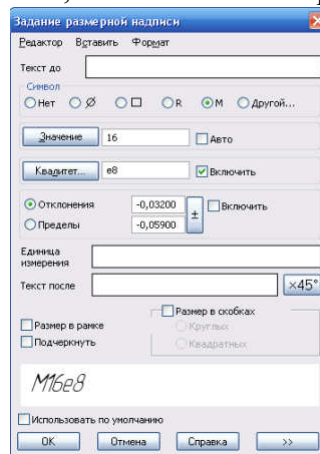 Задание размерной надписи
Редактор Вставить Формат
Текст до
Символ
Нет Ø □ R M Другой...
Значение 16 Авто
Квалитет... e8 Включить
Отклонения -0,03200 ± Включить
Пределы -0,05900
Единица измерения
Текст после ×45°
Размер в скобках
Размер в рамке Круглых
Подчеркнуть Квадратных
M16e8
Использовать по умолчанию
OK Отмена Справка >>